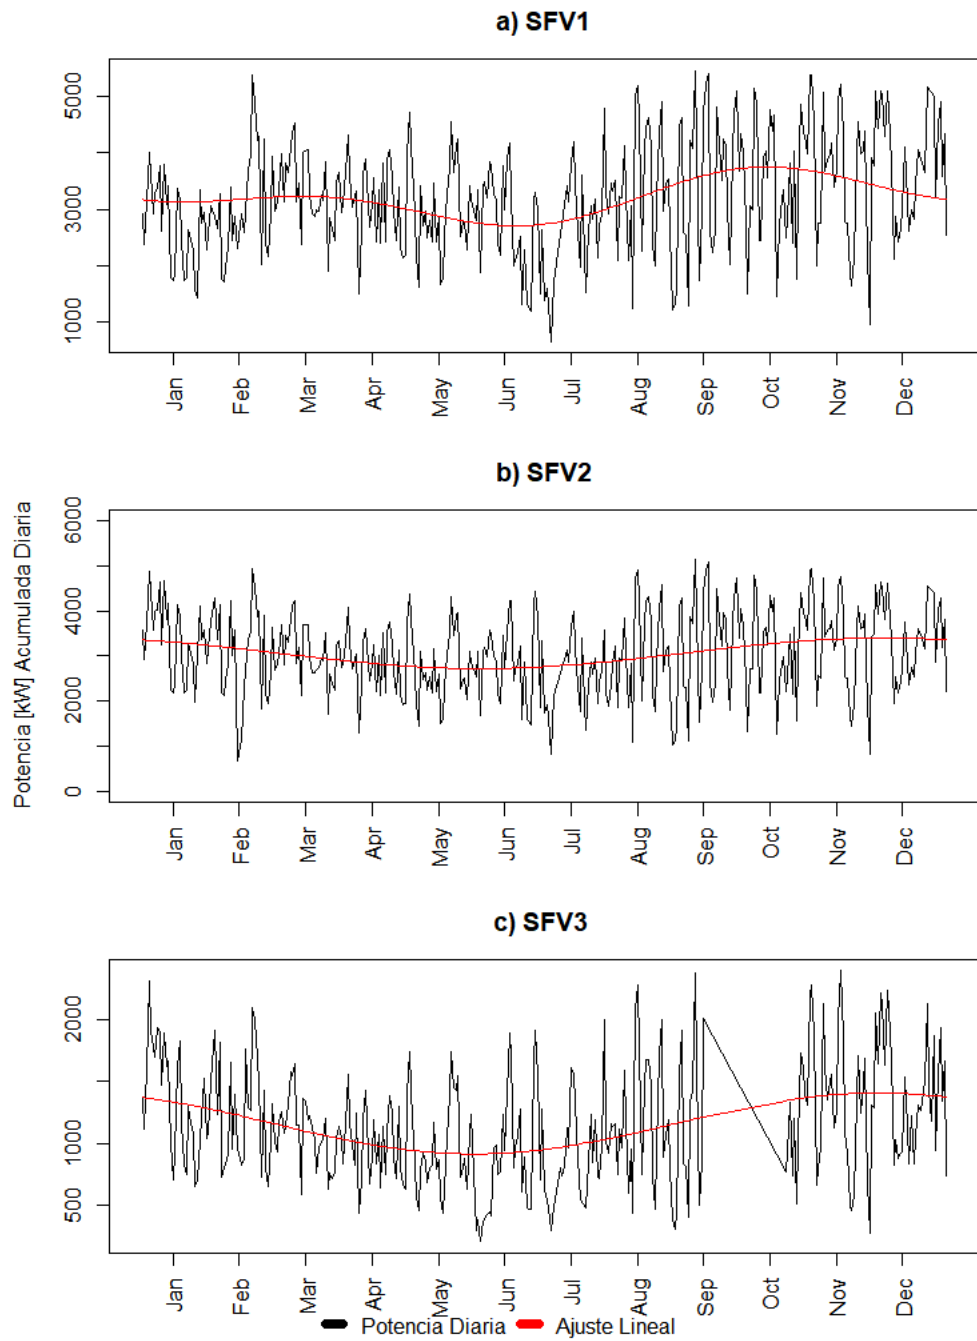 a) SFV1
5000
3000
1000
Jan Feb Mar Apr May Jun Jul Aug Sep Oct Nov Dec
b) SFV2
Potencia [kW] Acumulada Diaria
6000
4000
2000
0
Jan Feb Mar Apr May Jun Jul Aug Sep Oct Nov Dec
c) SFV3
2000
1000
500
Jan Feb Mar Apr May Jun Jul Aug Sep Oct Nov Dec
Potencia Diaria Ajuste Lineal